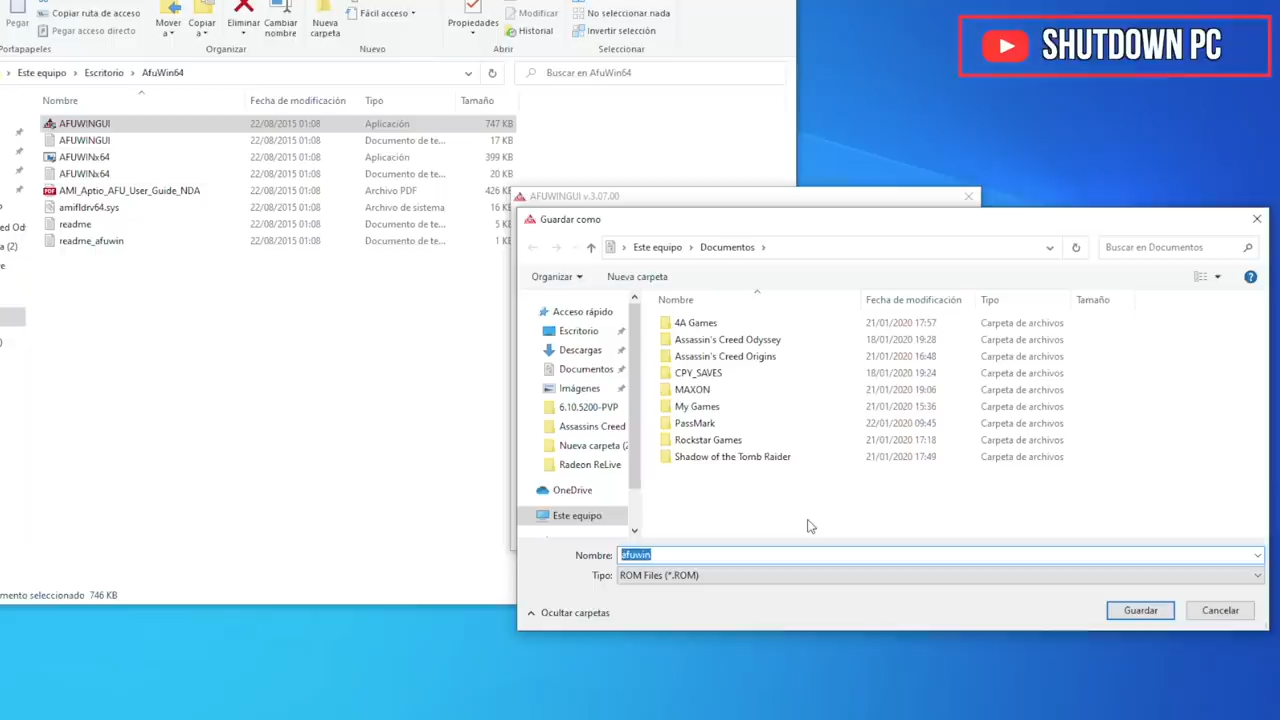 SHUTDOWN PC
Pegar
Copiar ruta de acceso
Pegar acceso directo
Mover a
Copiar a
Eliminar
Cambiar nombre
Nueva carpeta
Fácil acceso
Propiedades
Modificar
Historial
No seleccionar nada
Invertir selección
Portapapeles
Organizar
Nuevo
Abrir
Seleccionar
Este equipo
Escritorio
AfuWin64
Buscar en AfuWin64
Nombre
Fecha de modificación
Tipo
Tamaño
AFUWINGUI 22/08/2015 01:08 Aplicación 747 KB
AFUWINGUI 22/08/2015 01:08 Documento de te... 17 KB
AFUWINx64 22/08/2015 01:08 Aplicación 399 KB
AFUWINx64 22/08/2015 01:08 Documento de te... 20 KB
AMI_Aptio_AFU_User_Guide_NDA 22/08/2015 01:08 Archivo PDF 426 KB
amifldrv64.sys 22/08/2015 01:08 Archivo de sistema 16 K
readme 22/08/2015 01:08 Documento de te... 5 K
readme_afuwin 22/08/2015 01:08 Documento de te... 1 K
ed Od
(2)
mento seleccionado 746 KB
AFUWINGUI v.3.07.00
Guardar como
Este equipo
Documentos
Buscar en Documentos
Organizar
Nueva carpeta
Acceso rápido
Escritorio
Descargas
Documentos
Imágenes
6.10.5200-PVP
Assassins Creed
Nueva carpeta (2
Radeon ReLive
OneDrive
Este equipo
Nombre
Fecha de modificación
Tipo
Tamaño
4A Games 21/01/2020 17:57 Carpeta de archivos
Assassin's Creed Odyssey 18/01/2020 19:28 Carpeta de archivos
Assassin's Creed Origins 21/01/2020 16:48 Carpeta de archivos
CPY_SAVES 18/01/2020 19:24 Carpeta de archivos
MAXON 21/01/2020 19:06 Carpeta de archivos
My Games 21/01/2020 15:36 Carpeta de archivos
PassMark 22/01/2020 09:45 Carpeta de archivos
Rockstar Games 21/01/2020 17:18 Carpeta de archivos
Shadow of the Tomb Raider 21/01/2020 17:49 Carpeta de archivos
Nombre: afuwin
Tipo: ROM Files (*.ROM)
Ocultar carpetas
Guardar
Cancelar